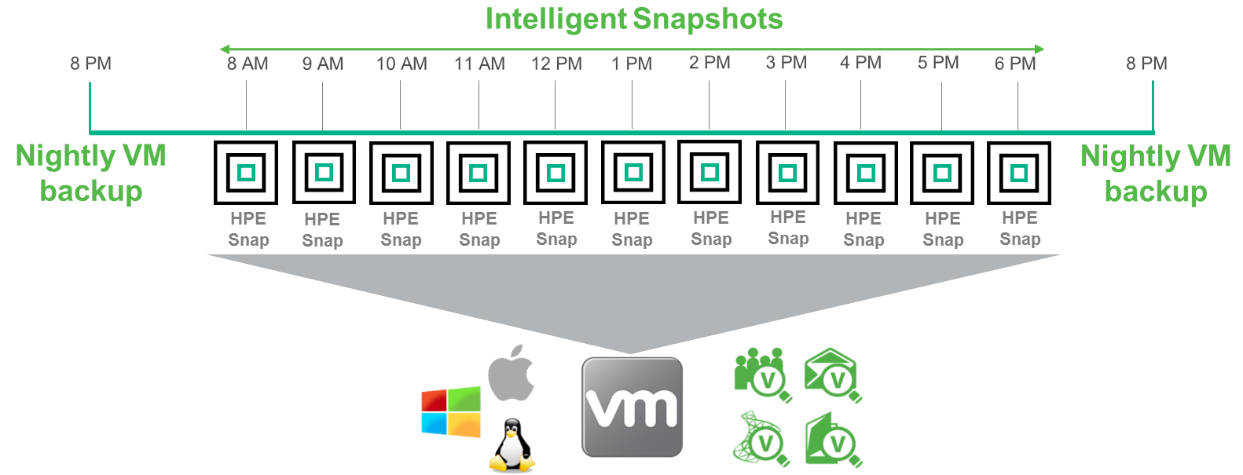 Intelligent Snapshots
8 PM 8 AM 9 AM 10 AM 11 AM 12 PM 1 PM 2 PM 3 PM 4 PM 5 PM 6 PM 8 PM
Nightly VM
backup
Nightly VM
backup
HPE
Snap
HPE
Snap
HPE
Snap
HPE
Snap
HPE
Snap
HPE
Snap
HPE
Snap
HPE
Snap
HPE
Snap
HPE
Snap
HPE
Snap
vm
V
V
V
V